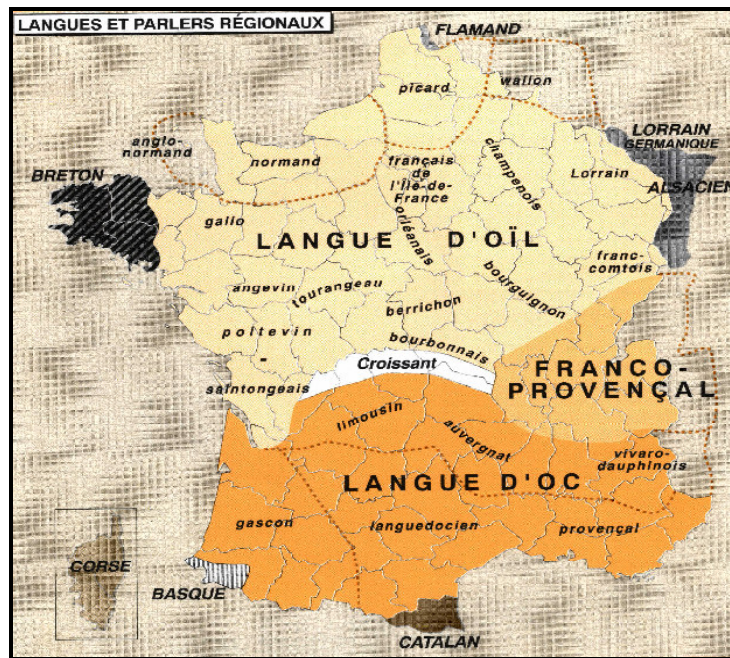 LANGUES ET PARLERS RÉGIONAUX
FLAMAND
picard
wallon
anglo-
normand
normand
français
de
l'Île-de-
France
champenois
LORRAIN
GERMANIQUE
Lorrain
BRETON
ALSACIEN
gallo
orléanais
LANGUE D'OÏL
franc-
comtois
angevin
tourangeau
bourguignon
berrichon
poitevin
-
saintongeais
bourbonnais
Croissant
FRANCO-
PROVENÇAL
limousin
auvergnat
vivaro-
dauphinois
LANGUE D'OC
gascon
languedocien
provençal
CORSE
BASQUE
CATALAN